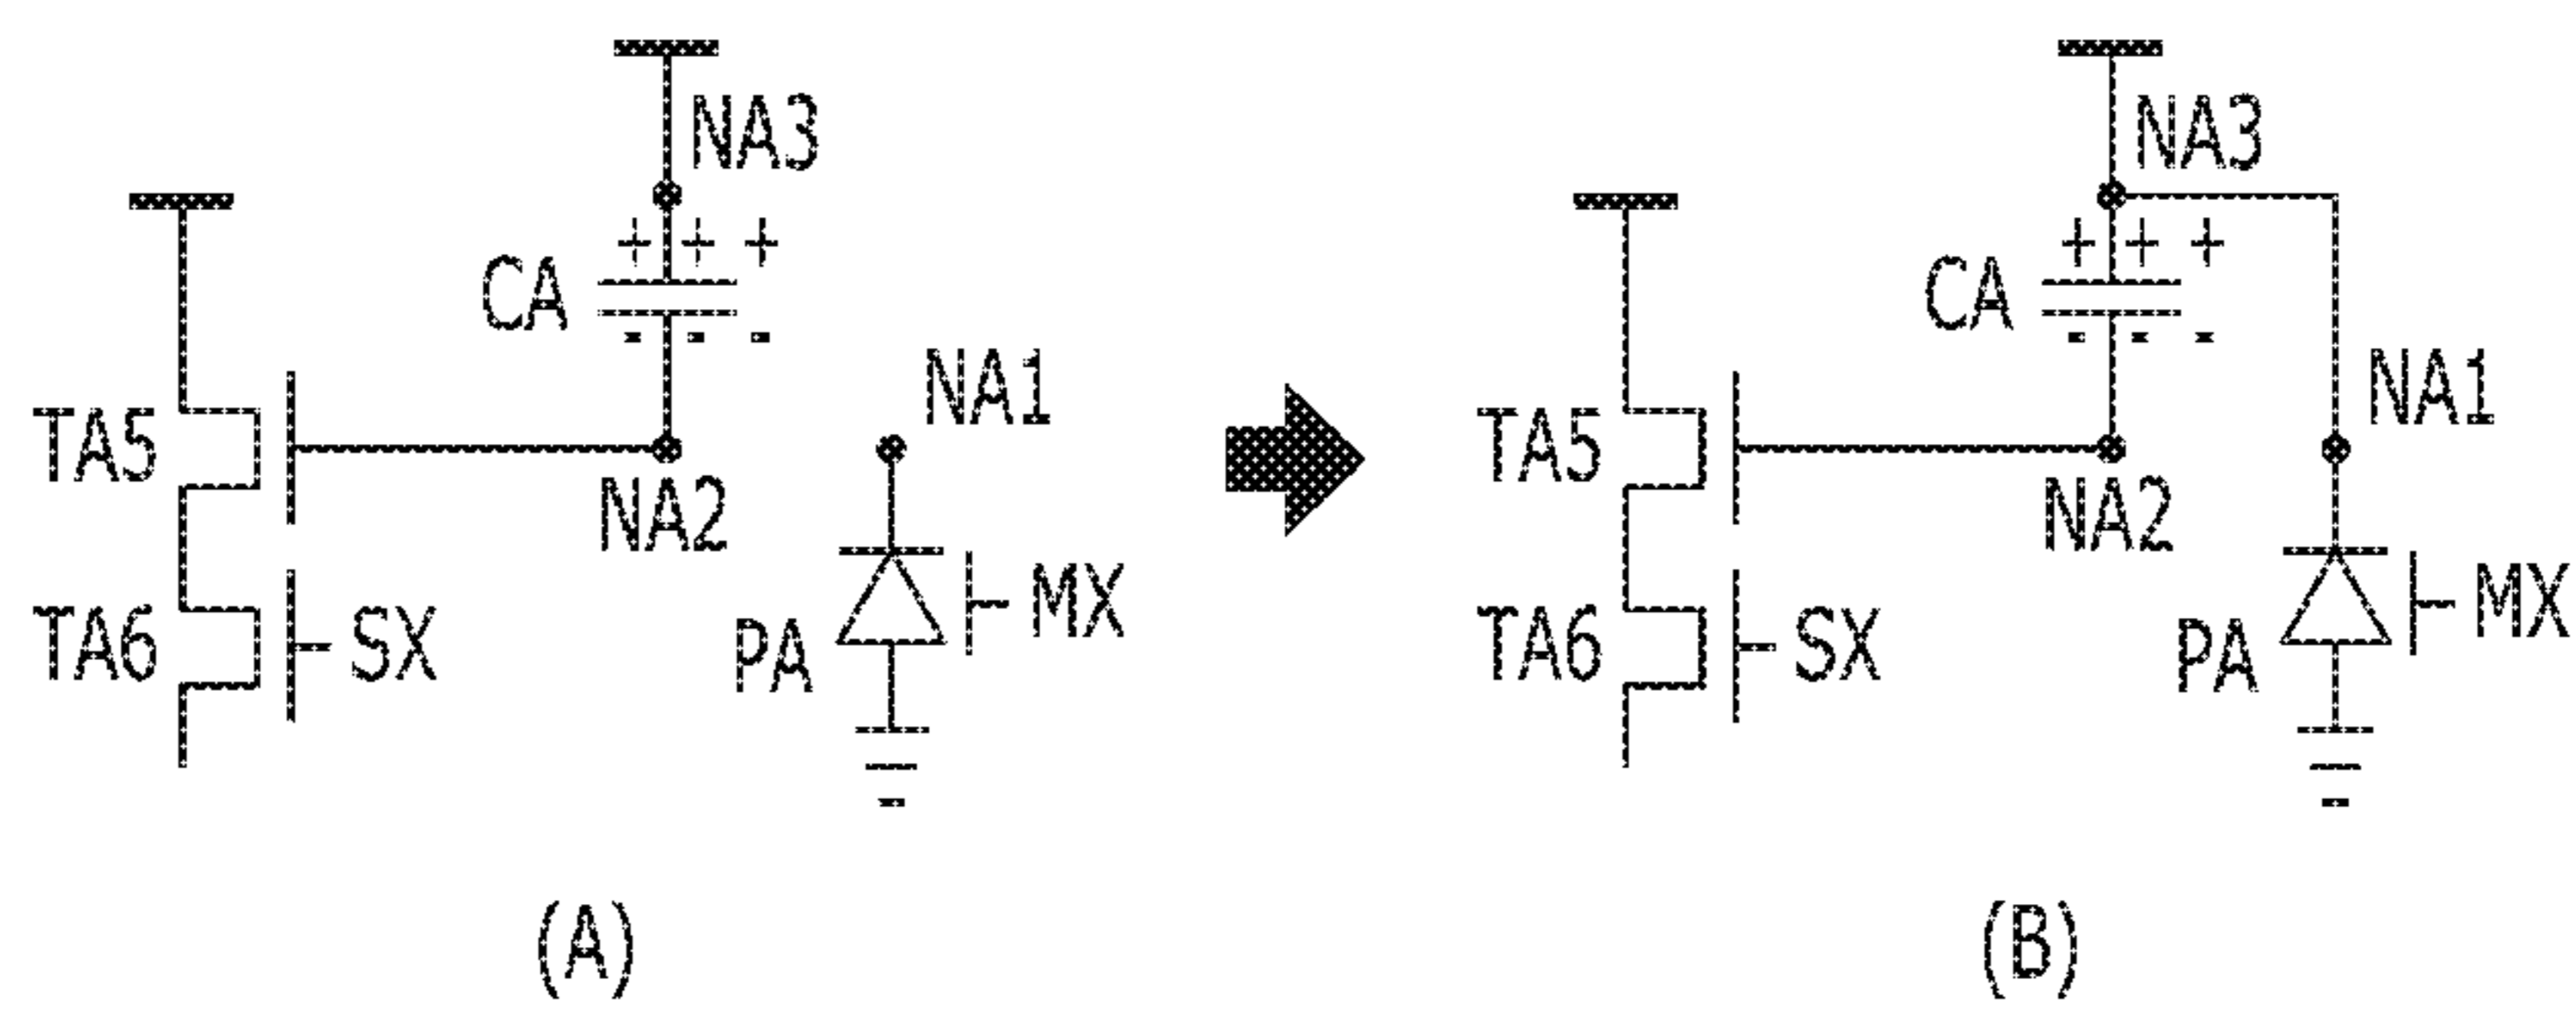 NA3
CA
+ + +
- - -
NA1
TA5
NA2
TA6
SX
PA
MX
(A)
NA3
CA
+ + +
- - -
NA1
TA5
NA2
TA6
SX
PA
MX
(B)